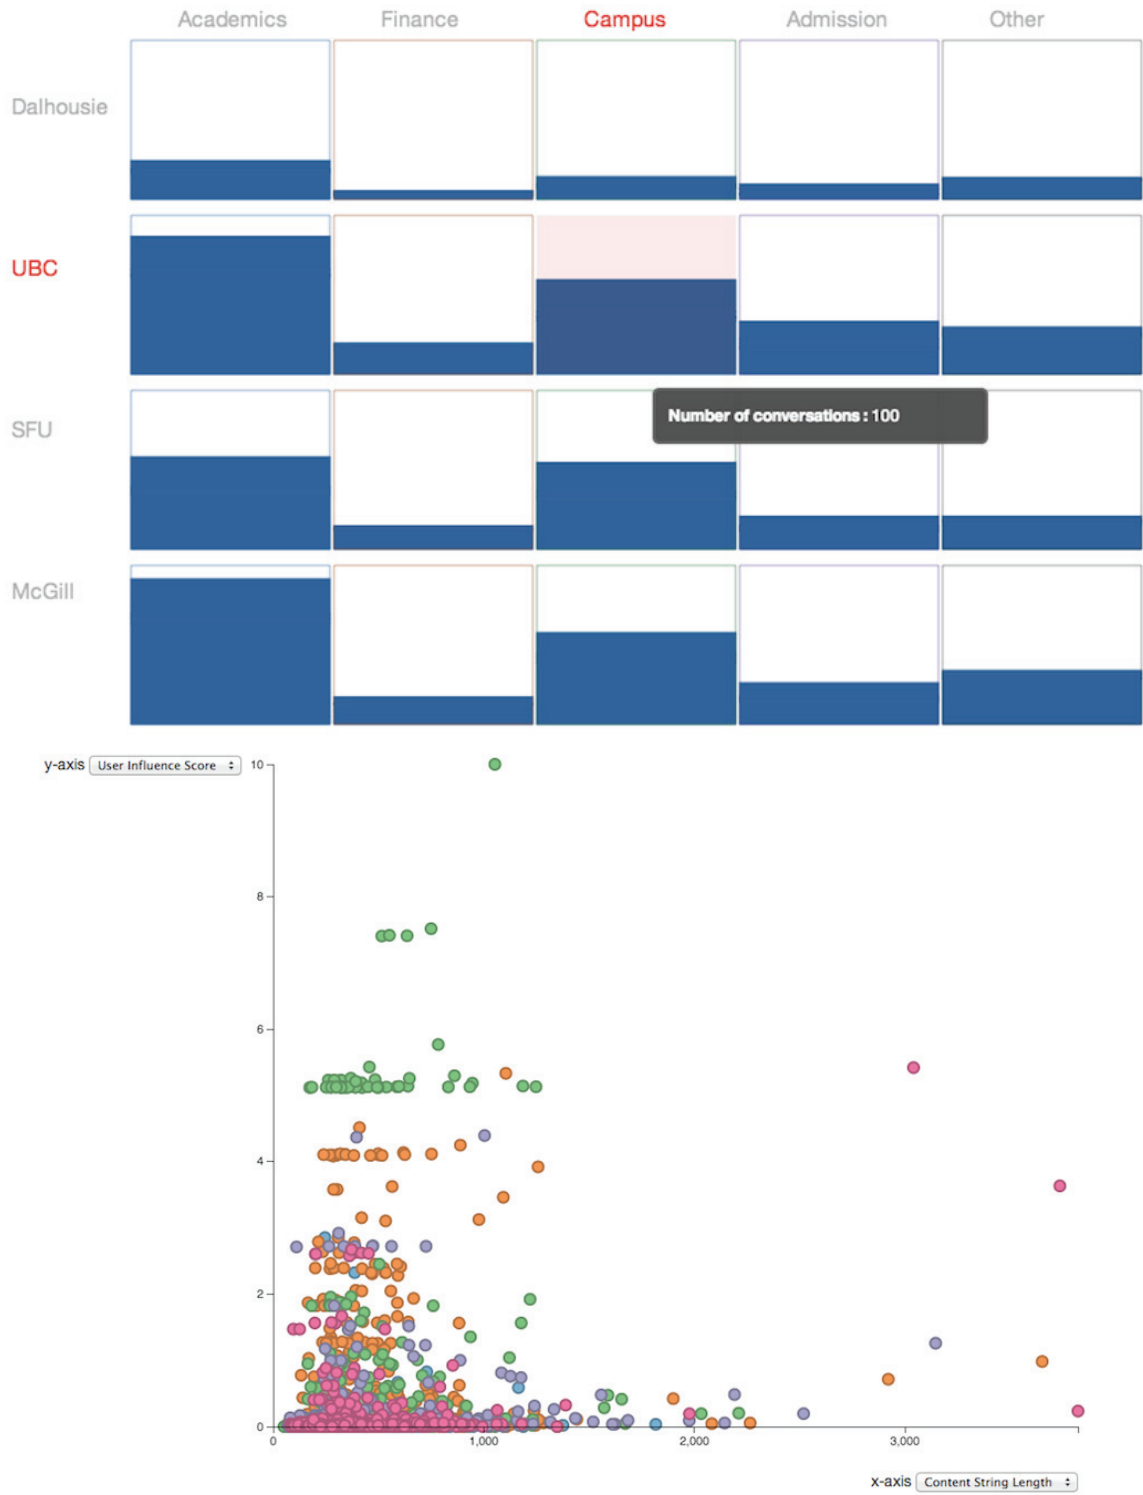 Academics Finance Campus Admission Other
Dalhousie
UBC
SFU
Number of conversations : 100
McGill
y-axis User Influence Score 10
8
6
4
2
0
0 1,000 2,000 3,000
x-axis Content String Length